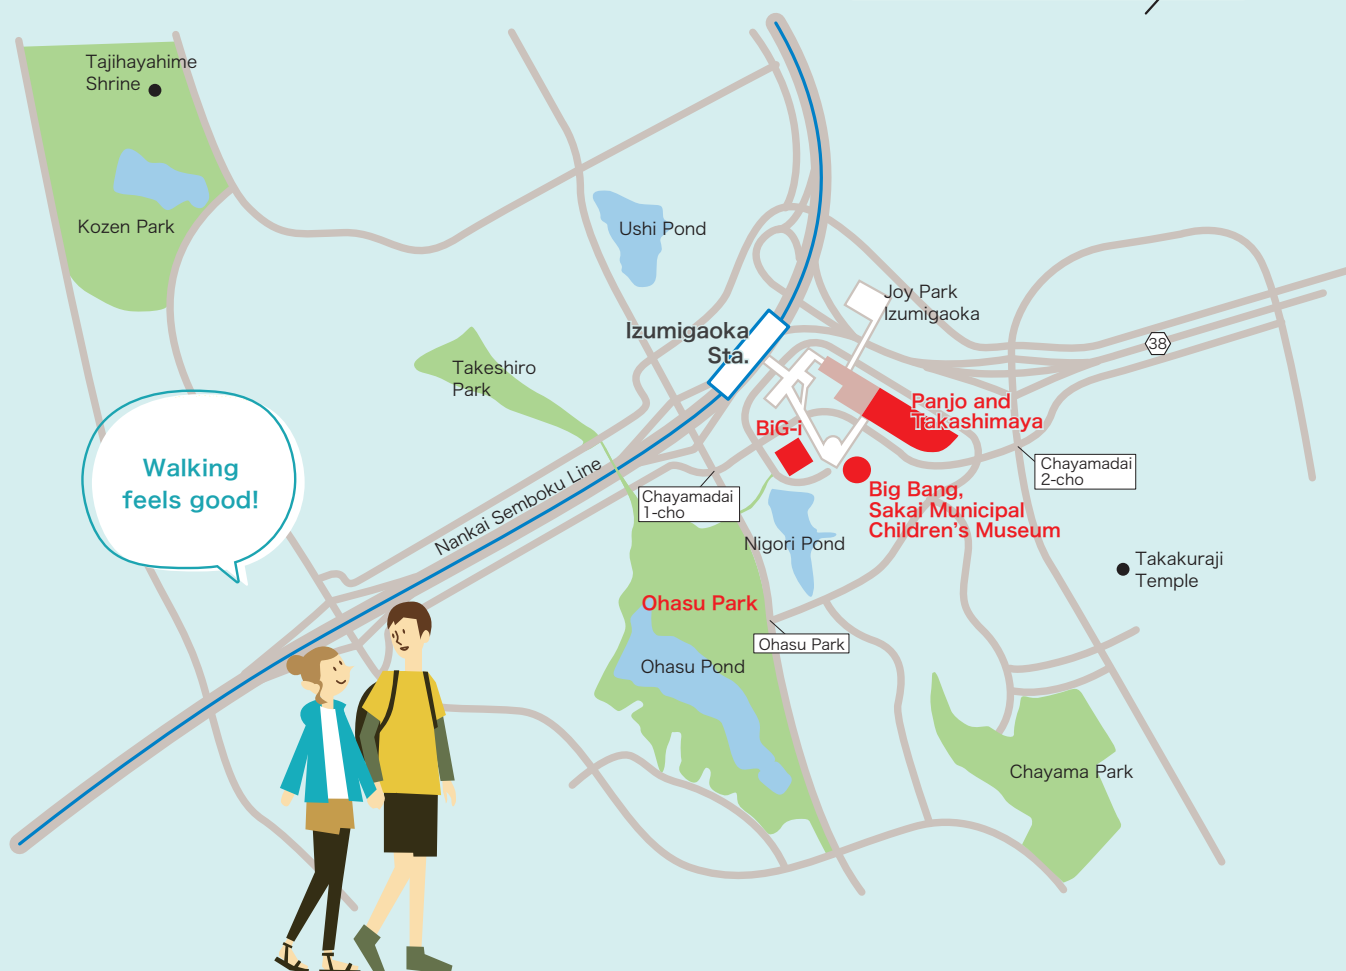 Tajihayahime
Shrine
Kozen Park
Ushi Pond
Joy Park
Izumigaoka
Izumigaoka
Sta.
38
Takeshiro
Park
Panjo and
Takashimaya
BiG-i
Walking
feels good!
Nankai Semboku Line
Chayamadai
1-cho
Chayamadai
2-cho
Big Bang,
Sakai Municipal
Children's Museum
Nigori Pond
Takakuraji
Temple
Ohasu Park
Ohasu Park
Ohasu Pond
Chayama Park